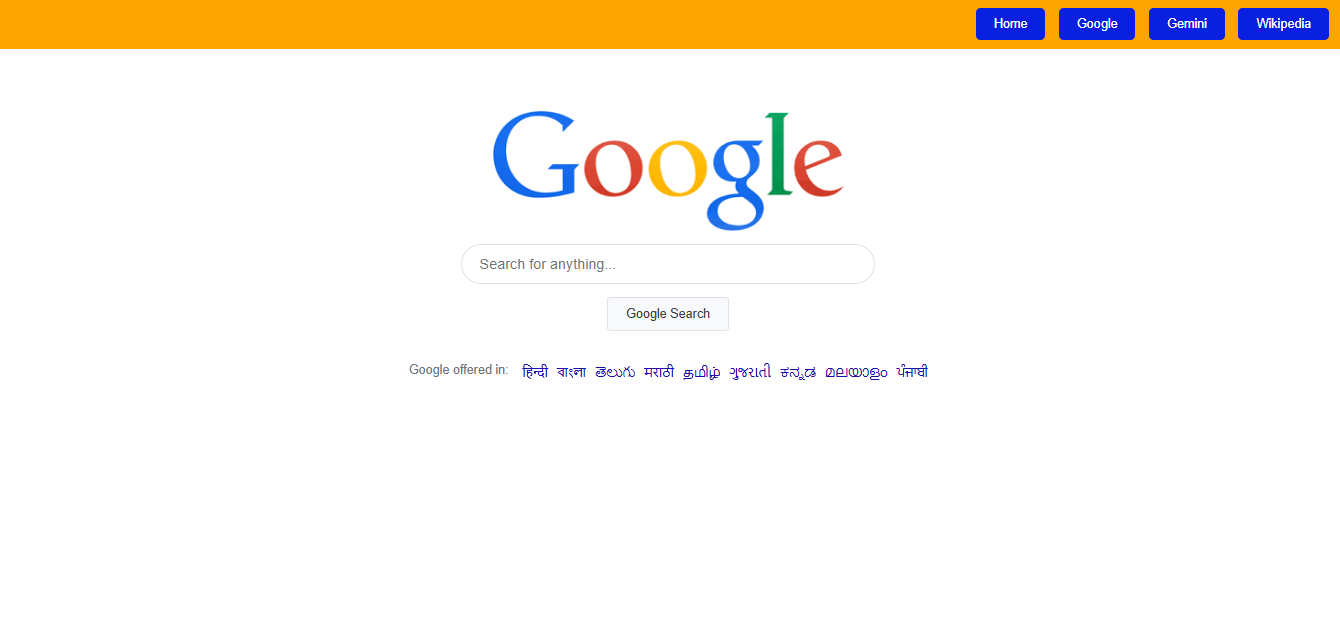 Home Google Gemini Wikipedia
Google
Search for anything...
Google Search
Google offered in: हिन्दी বাংলা తెలుగు मराठी தமிழ் ગુજરાતી ಕನ್ನಡ മലയാളം ਪੰਜਾਬੀ